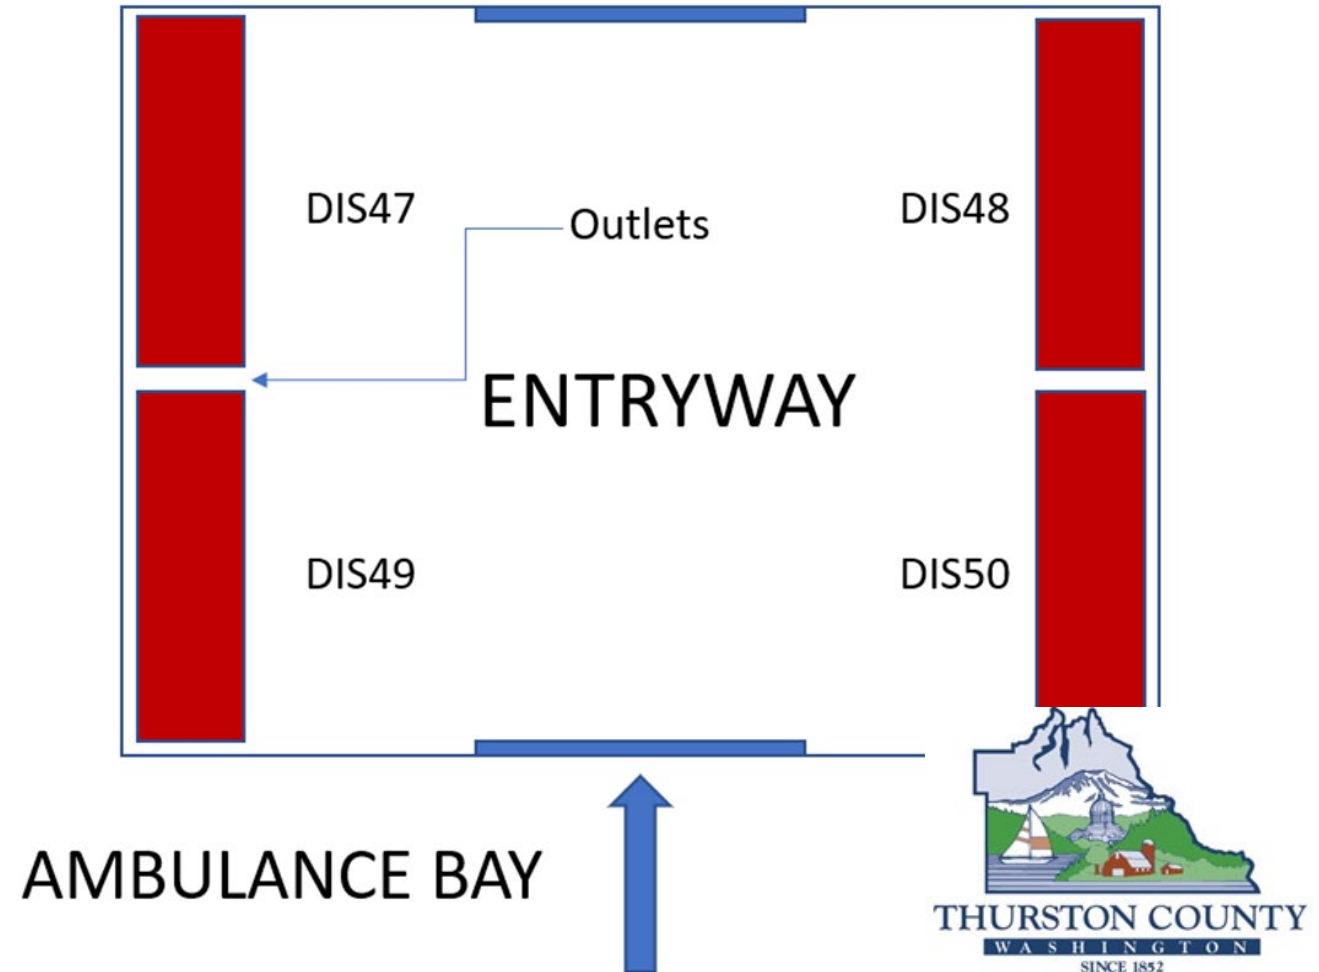 DIS47
Outlets
DIS48
ENTRYWAY
DIS49
DIS50
AMBULANCE BAY
THURSTON COUNTY
WASHINGTON
SINCE 1852